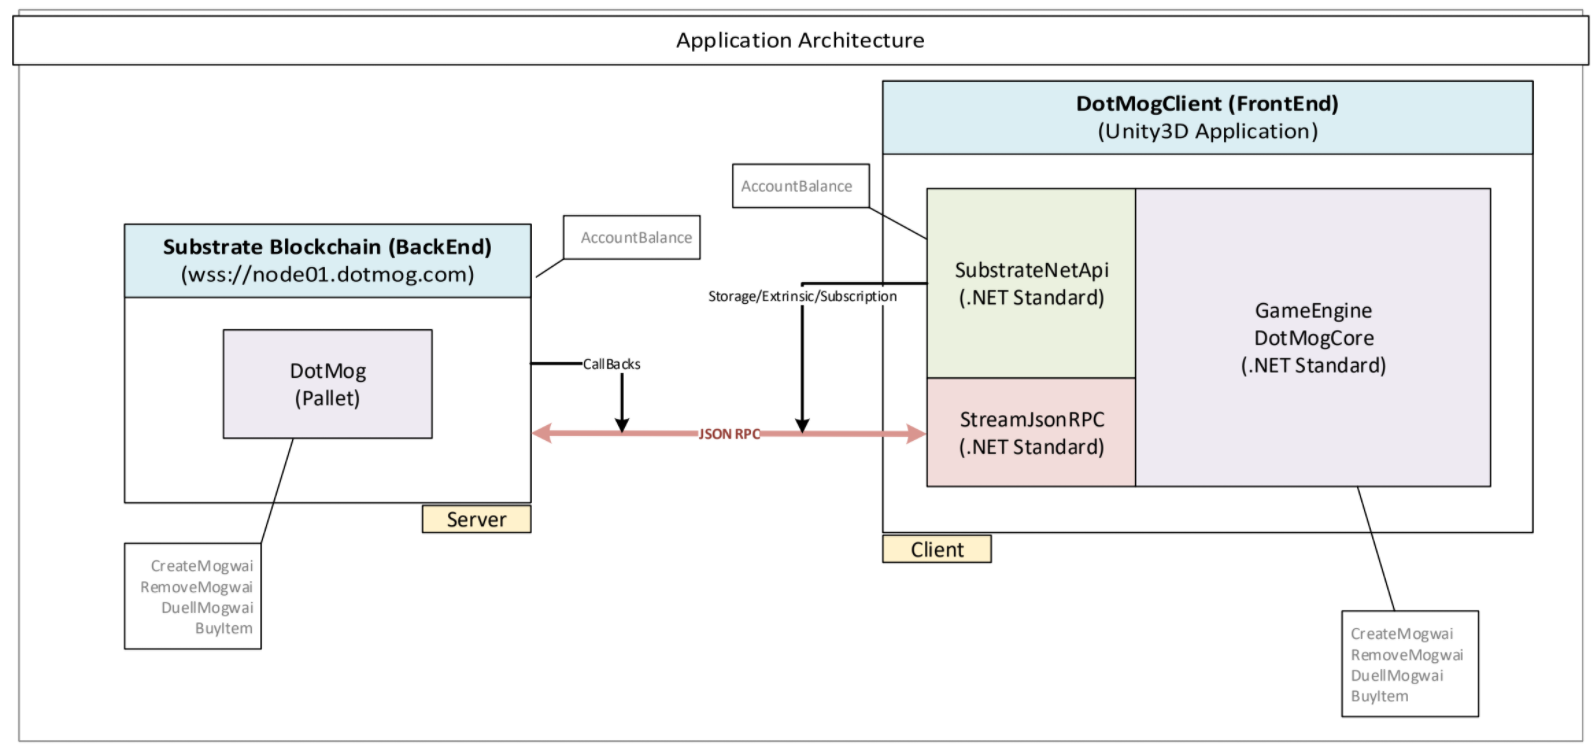 Application Architecture
DotMogClient (FrontEnd)
(Unity3D Application)
AccountBalance
AccountBalance
Substrate Blockchain (BackEnd)
(wss://node01.dotmog.com)
SubstrateNetApi
(.NET Standard)
Storage/Extrinsic/Subscription
GameEngine
DotMogCore
(.NET Standard)
DotMog
(Pallet)
CallBacks
JSON RPC
StreamJsonRPC
(.NET Standard)
Server
Client
CreateMogwai
RemoveMogwai
DuellMogwai
BuyItem
CreateMogwai
RemoveMogwai
DuellMogwai
BuyItem